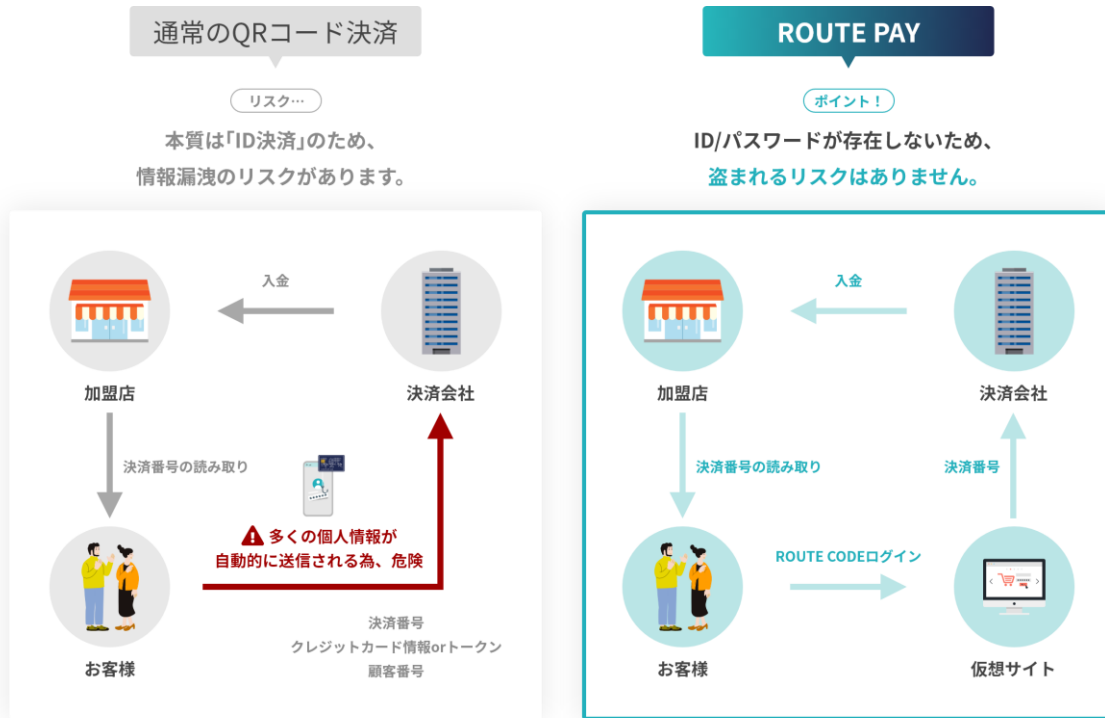 通常のQRコード決済
リスク…
本質は「ID決済」のため、
情報漏洩のリスクがあります。
入金
加盟店
決済会社
決済番号の読み取り
多くの個人情報が
自動的に送信される為、危険
決済番号
クレジットカード情報orトークン
顧客番号
お客様
ROUTE PAY
ポイント！
ID/パスワードが存在しないため、
盗まれるリスクはありません。
入金
加盟店
決済会社
決済番号の読み取り
決済番号
ROUTE CODEログイン
お客様
仮想サイト